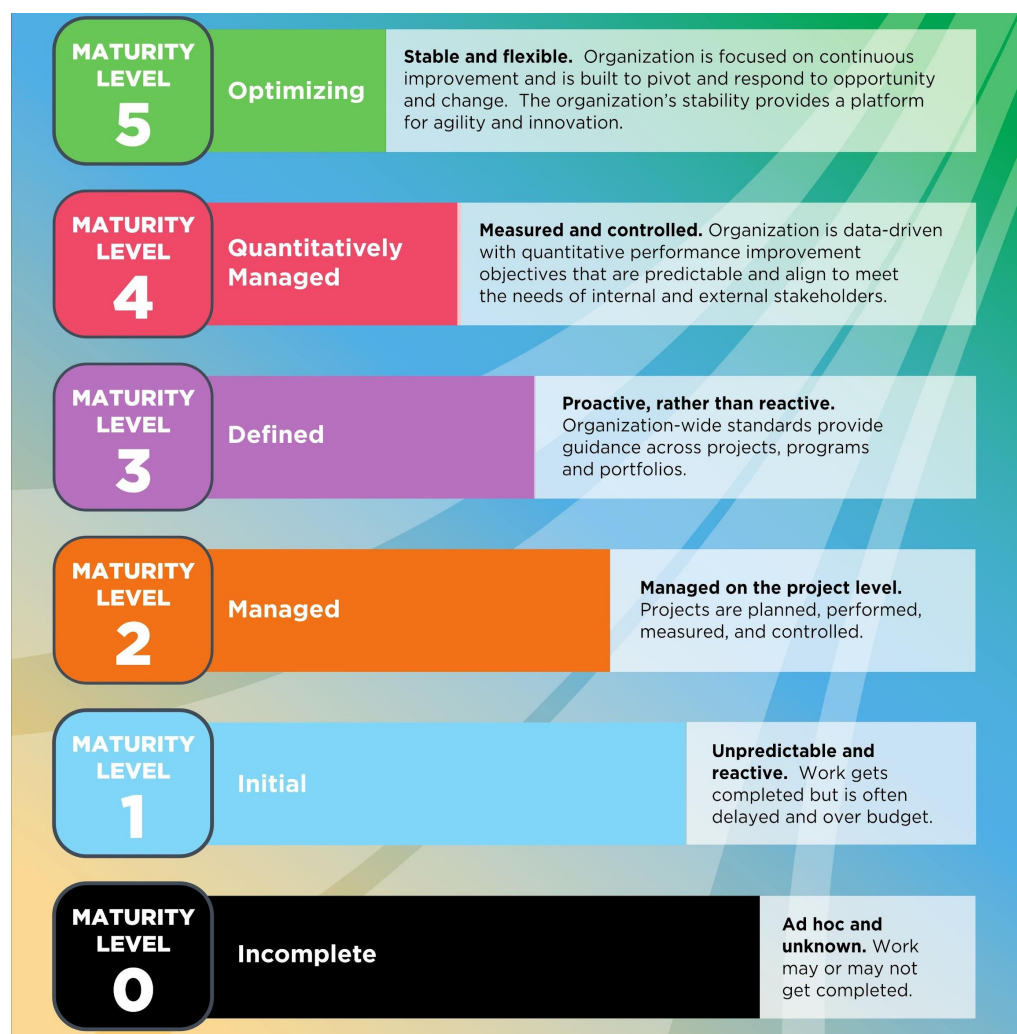 MATURITY
LEVEL
5
Optimizing
Stable and flexible. Organization is focused on continuous
improvement and is built to pivot and respond to opportunity
and change. The organization’s stability provides a platform
for agility and innovation.
MATURITY
LEVEL
4
Quantitatively
Managed
Measured and controlled. Organization is data-driven
with quantitative performance improvement
objectives that are predictable and align to meet
the needs of internal and external stakeholders.
MATURITY
LEVEL
3
Defined
Proactive, rather than reactive.
Organization-wide standards provide
guidance across projects, programs
and portfolios.
MATURITY
LEVEL
2
Managed
Managed on the project level.
Projects are planned, performed,
measured, and controlled.
MATURITY
LEVEL
1
Initial
Unpredictable and
reactive. Work gets
completed but is often
delayed and over budget.
MATURITY
LEVEL
0
Incomplete
Ad hoc and
unknown. Work
may or may not
get completed.